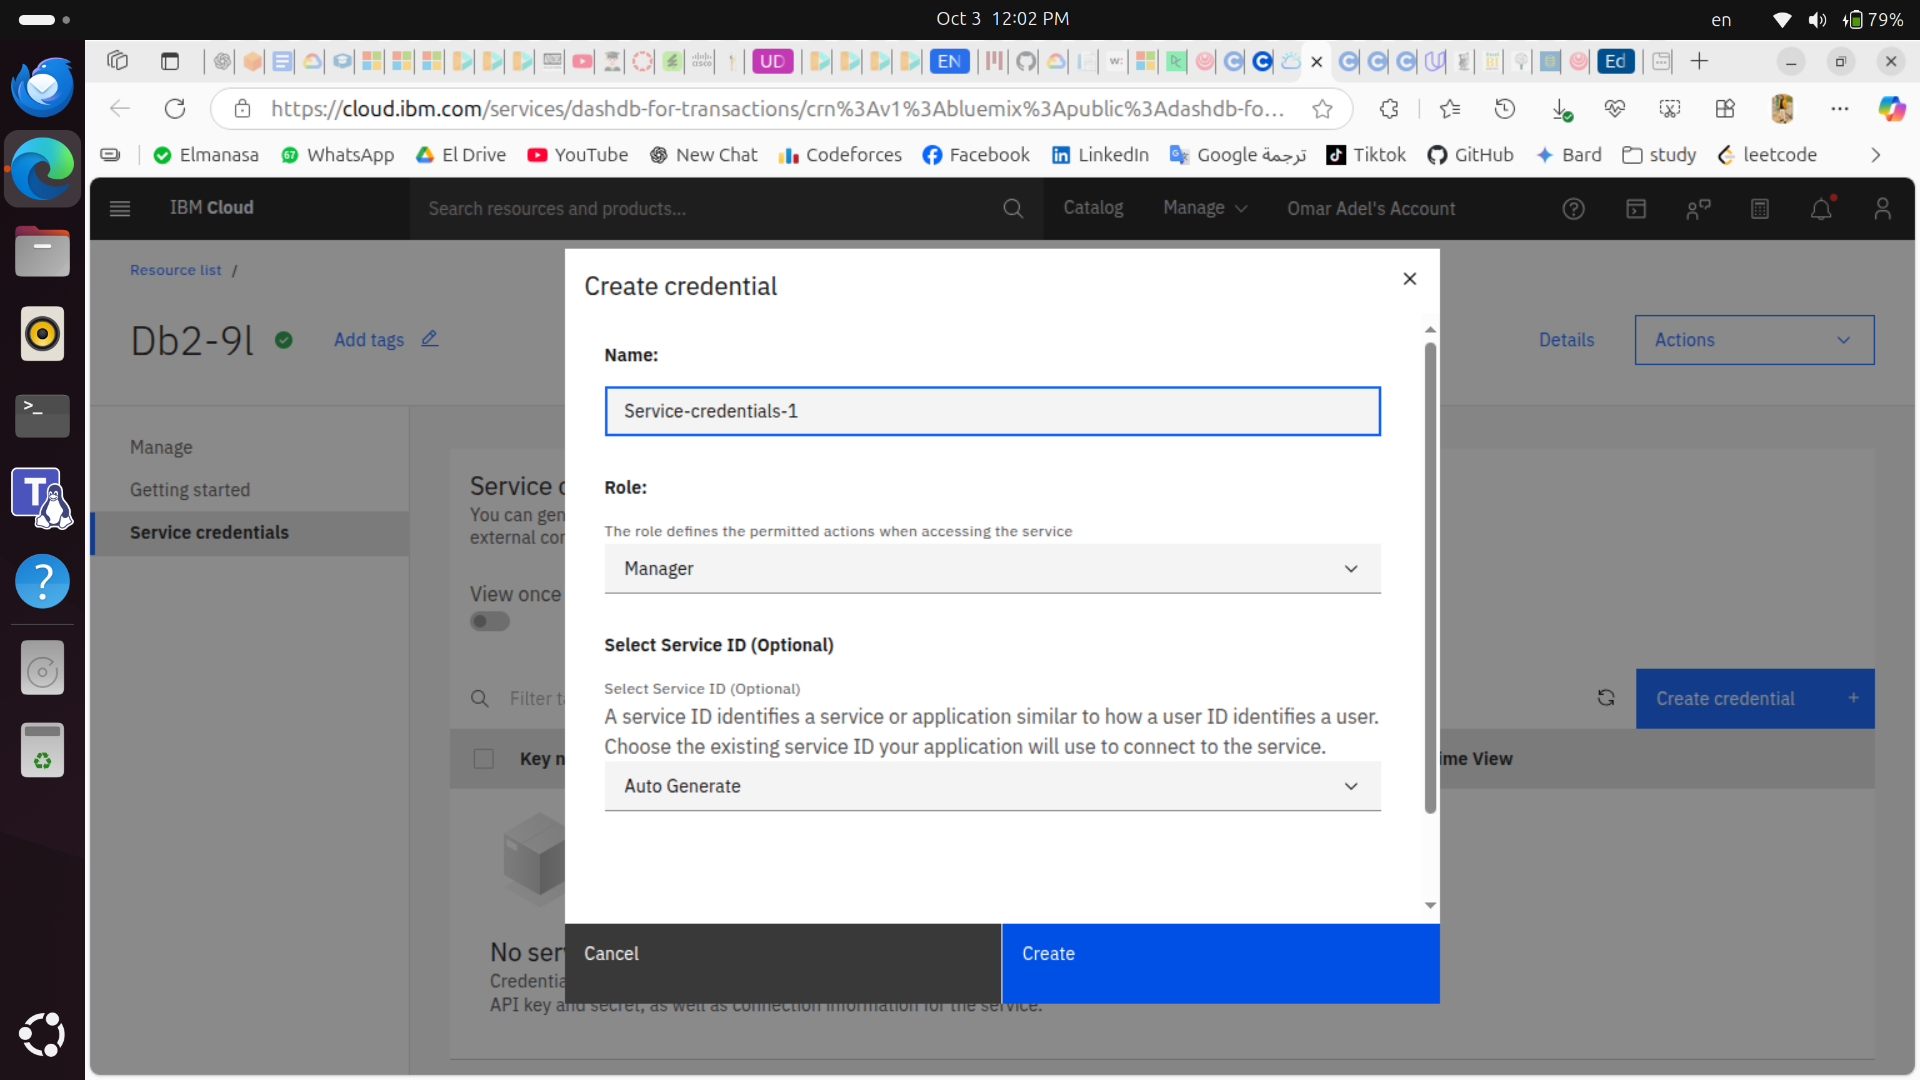 Oct 3 12:02 PM
en
79%
UD
EN
Ed
https://cloud.ibm.com/services/dashdb-for-transactions/crn%3Av1%3Abluemix%3Apublic%3Adashdb-fo...
Elmanasa
WhatsApp
El Drive
YouTube
New Chat
Codeforces
Facebook
LinkedIn
Google ترجمة
Tiktok
GitHub
Bard
study
leetcode
IBM Cloud
Search resources and products...
Catalog
Manage
Omar Adel's Account
Resource list /
Db2-9l
Add tags
Details
Actions
Manage
Getting started
Service credentials
Service c
You can gen
external cor
View once
Filter t
Create credential +
Key n
ime View
No ser
Credentia
API key and secret, as well as connection information for the service.
Create credential
Name:
Service-credentials-1
Role:
The role defines the permitted actions when accessing the service
Manager
Select Service ID (Optional)
Select Service ID (Optional)
A service ID identifies a service or application similar to how a user ID identifies a user.
Choose the existing service ID your application will use to connect to the service.
Auto Generate
Cancel
Create